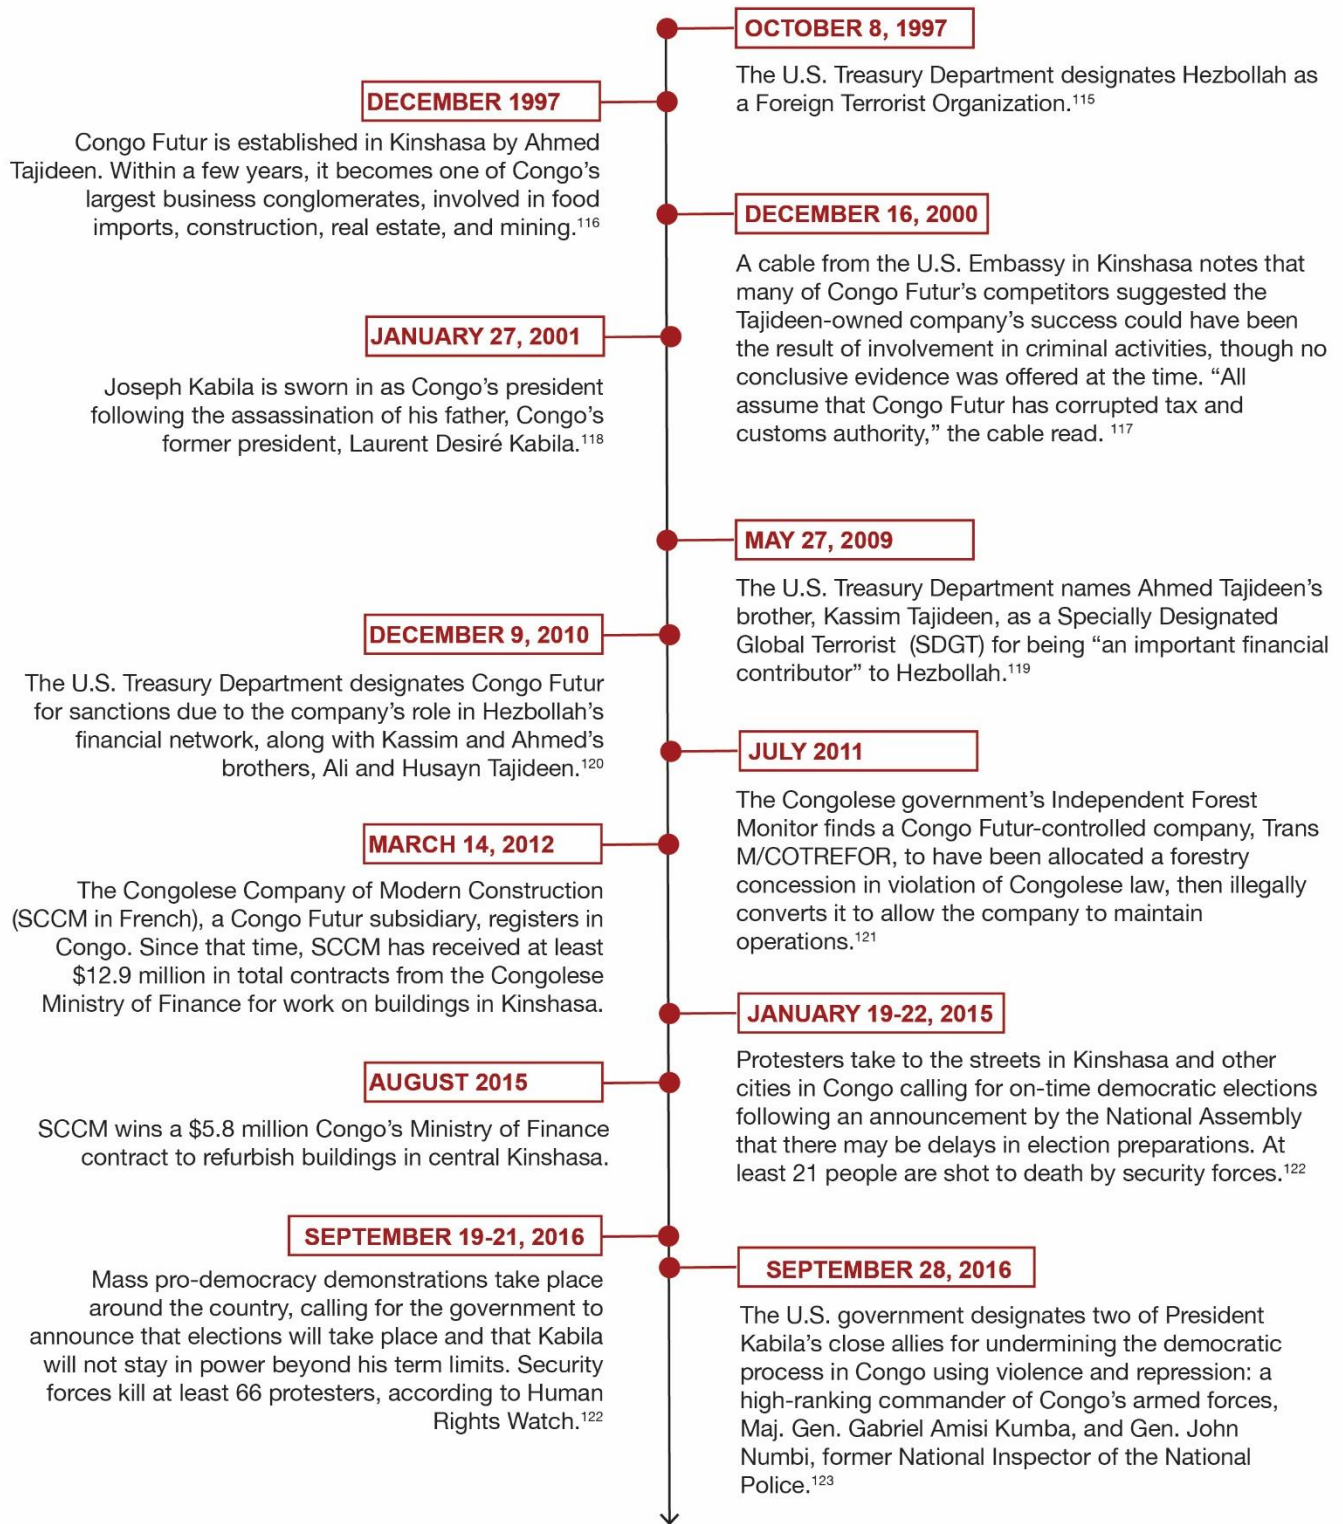 OCTOBER 8, 1997
The U.S. Treasury Department designates Hezbollah as
a Foreign Terrorist Organization.115
DECEMBER 1997
Congo Futur is established in Kinshasa by Ahmed
Tajideen. Within a few years, it becomes one of Congo’s
largest business conglomerates, involved in food
imports, construction, real estate, and mining.116
DECEMBER 16, 2000
A cable from the U.S. Embassy in Kinshasa notes that
many of Congo Futur’s competitors suggested the
Tajideen-owned company’s success could have been
the result of involvement in criminal activities, though no
conclusive evidence was offered at the time. “All
assume that Congo Futur has corrupted tax and
customs authority,” the cable read. 117
JANUARY 27, 2001
Joseph Kabila is sworn in as Congo’s president
following the assassination of his father, Congo’s
former president, Laurent Desiré Kabila.118
MAY 27, 2009
The U.S. Treasury Department names Ahmed Tajideen’s
brother, Kassim Tajideen, as a Specially Designated
Global Terrorist (SDGT) for being “an important financial
contributor” to Hezbollah.119
DECEMBER 9, 2010
The U.S. Treasury Department designates Congo Futur
for sanctions due to the company’s role in Hezbollah’s
financial network, along with Kassim and Ahmed’s
brothers, Ali and Husayn Tajideen.120
JULY 2011
The Congolese government’s Independent Forest
Monitor finds a Congo Futur-controlled company, Trans
M/COTREFOR, to have been allocated a forestry
concession in violation of Congolese law, then illegally
converts it to allow the company to maintain
operations.121
MARCH 14, 2012
The Congolese Company of Modern Construction
(SCCM in French), a Congo Futur subsidiary, registers in
Congo. Since that time, SCCM has received at least
$12.9 million in total contracts from the Congolese
Ministry of Finance for work on buildings in Kinshasa.
JANUARY 19-22, 2015
Protesters take to the streets in Kinshasa and other
cities in Congo calling for on-time democratic elections
following an announcement by the National Assembly
that there may be delays in election preparations. At
least 21 people are shot to death by security forces.122
AUGUST 2015
SCCM wins a $5.8 million Congo’s Ministry of Finance
contract to refurbish buildings in central Kinshasa.
SEPTEMBER 19-21, 2016
Mass pro-democracy demonstrations take place
around the country, calling for the government to
announce that elections will take place and that Kabila
will not stay in power beyond his term limits. Security
forces kill at least 66 protesters, according to Human
Rights Watch.122
SEPTEMBER 28, 2016
The U.S. government designates two of President
Kabila’s close allies for undermining the democratic
process in Congo using violence and repression: a
high-ranking commander of Congo’s armed forces,
Maj. Gen. Gabriel Amisi Kumba, and Gen. John
Numbi, former National Inspector of the National
Police.123